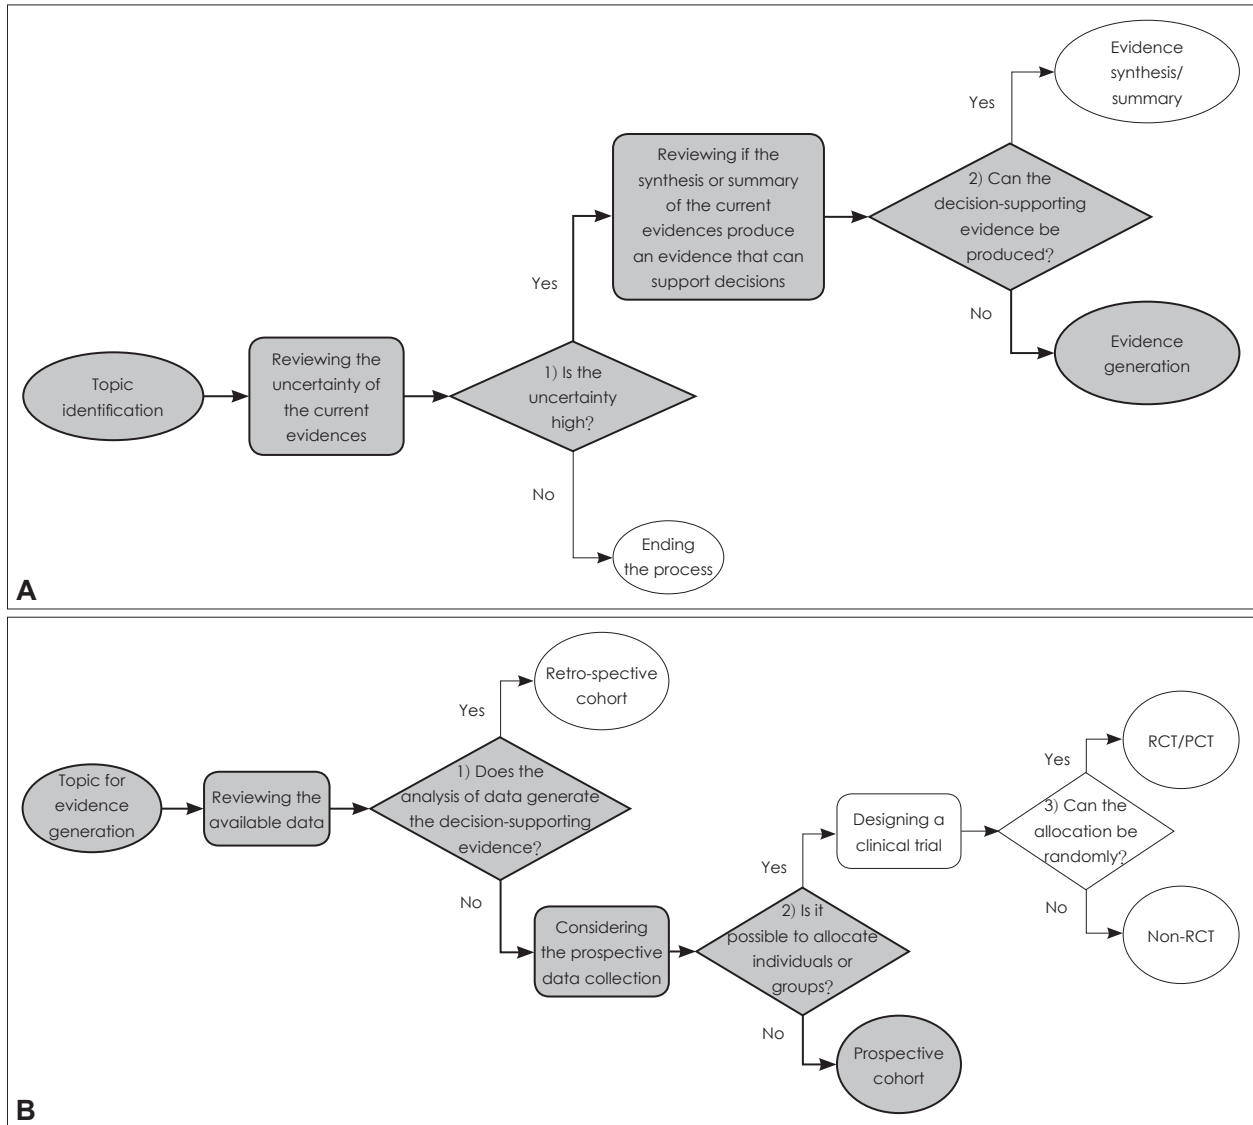 Topic
identification
Reviewing the
uncertainty of
the current
evidences
1) Is the
uncertainty
high?
Yes
No
Ending
the process
Reviewing if the
synthesis or summary
of the current
evidences produce
an evidence that can
support decisions
2) Can the
decision-supporting
evidence be
produced?
Yes
Evidence
synthesis/
summary
No
Evidence
generation
A
Topic for
evidence
generation
Reviewing the
available data
1) Does the
analysis of data generate
the decision-supporting
evidence?
Yes
Retro-spective
cohort
No
Considering
the prospective
data collection
2) Is it
possible to allocate
individuals or
groups?
Yes
Designing a
clinical trial
No
Prospective
cohort
3) Can the
allocation be
randomly?
Yes
RCT/PCT
No
Non-RCT
B